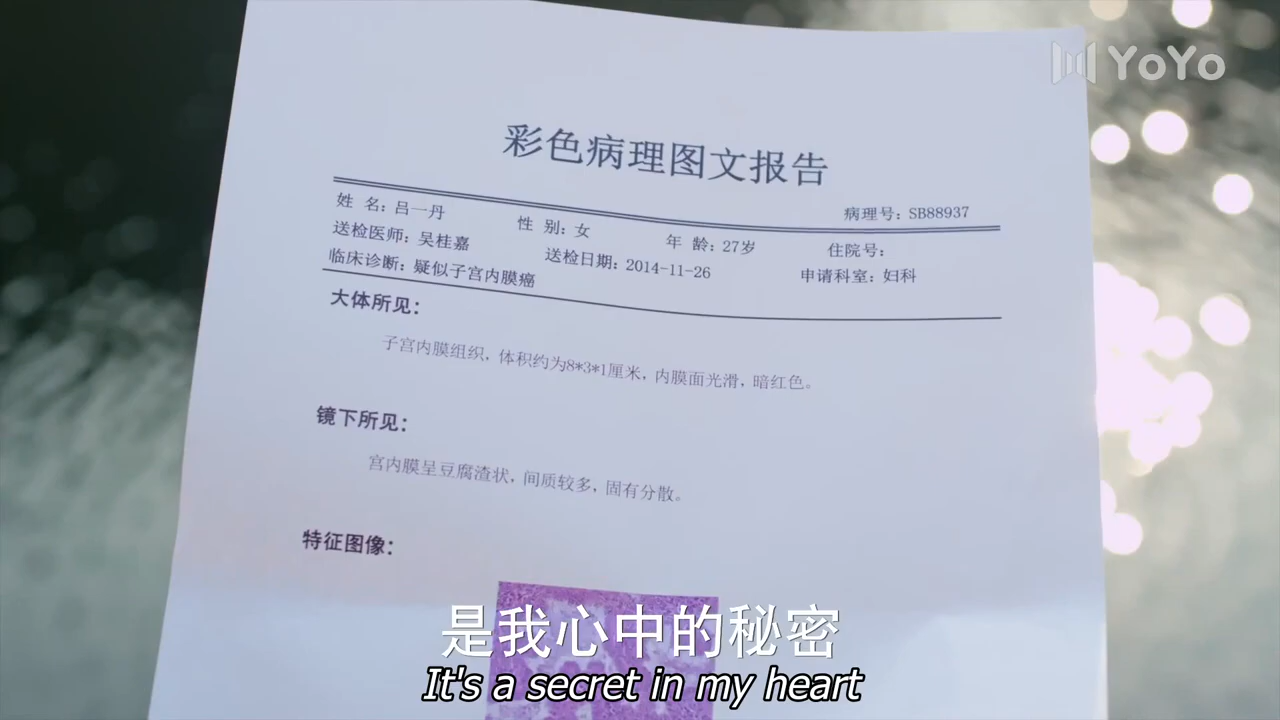 YoYo
彩色病理图文报告
病理号：SB88937
姓 名：吕一丹 性 别：女 年 龄：27岁 住院号：
送检医师：吴桂嘉 送检日期：2014-11-26 申请科室：妇科
临床诊断：疑似子宫内膜癌
大体所见：
子宫内膜组织，体积约为8*3*1厘米，内膜面光滑，暗红色。
镜下所见：
宫内膜呈豆腐渣状，间质较多，固有分散。
特征图像：
是我心中的秘密
It's a secret in my heart